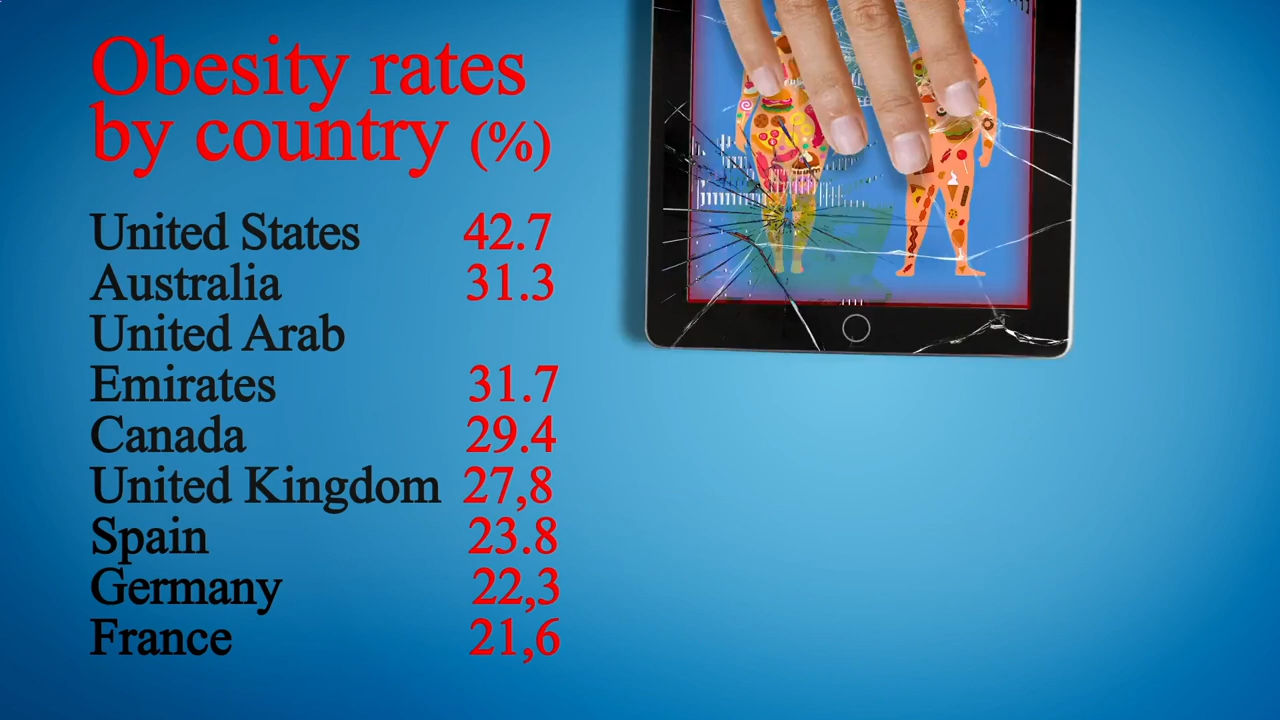 Obesity rates
by country (%)
United States 42.7
Australia 31.3
United Arab
Emirates 31.7
Canada 29.4
United Kingdom 27,8
Spain 23.8
Germany 22,3
France 21,6